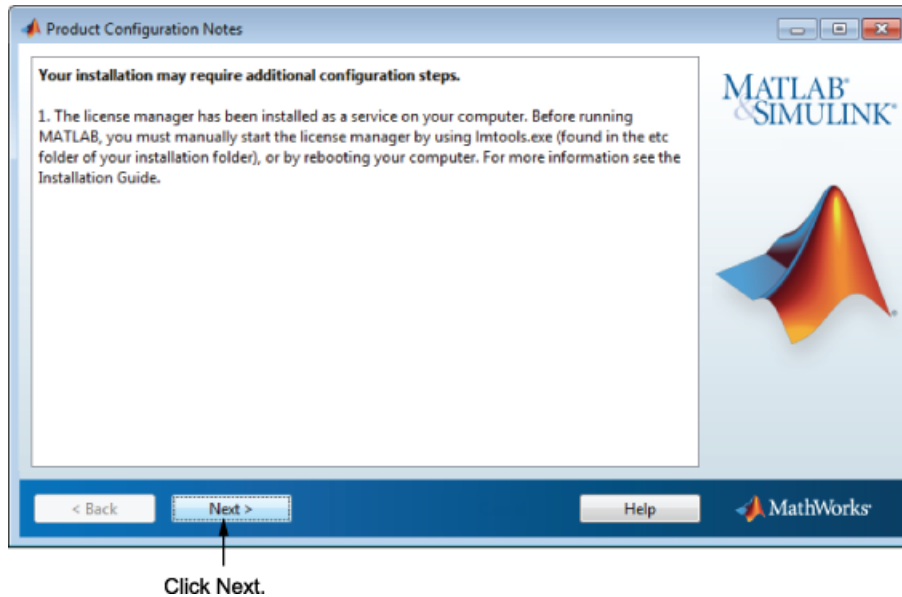 Product Configuration Notes
Your installation may require additional configuration steps.
1. The license manager has been installed as a service on your computer. Before running
MATLAB, you must manually start the license manager by using lmtools.exe (found in the etc
folder of your installation folder), or by rebooting your computer. For more information see the
Installation Guide.
MATLAB®
&SIMULINK®
< Back
Next >
Help
MathWorks®
Click Next.